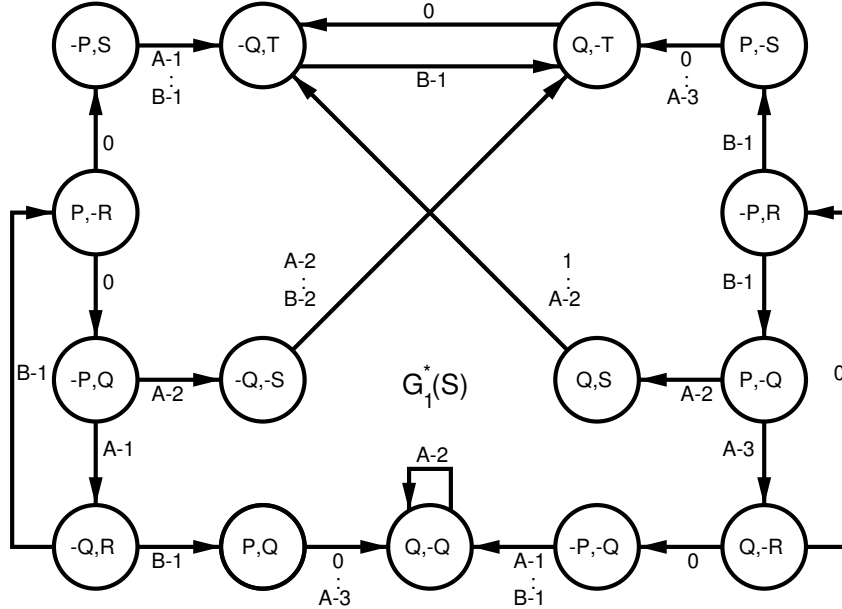 0
-P,S
A-1
:
B-1
-Q,T
B-1
Q,-T
0
:
A-3
P,-S
0
B-1
P,-R
-P,R
0
A-2
:
B-2
1
:
A-2
B-1
B-1
-P,Q
A-2
-Q,-S
G*1(S)
Q,S
A-2
P,-Q
0
A-1
A-2
A-3
-Q,R
B-1
P,Q
0
:
A-3
Q,-Q
A-1
:
B-1
-P,-Q
0
Q,-R